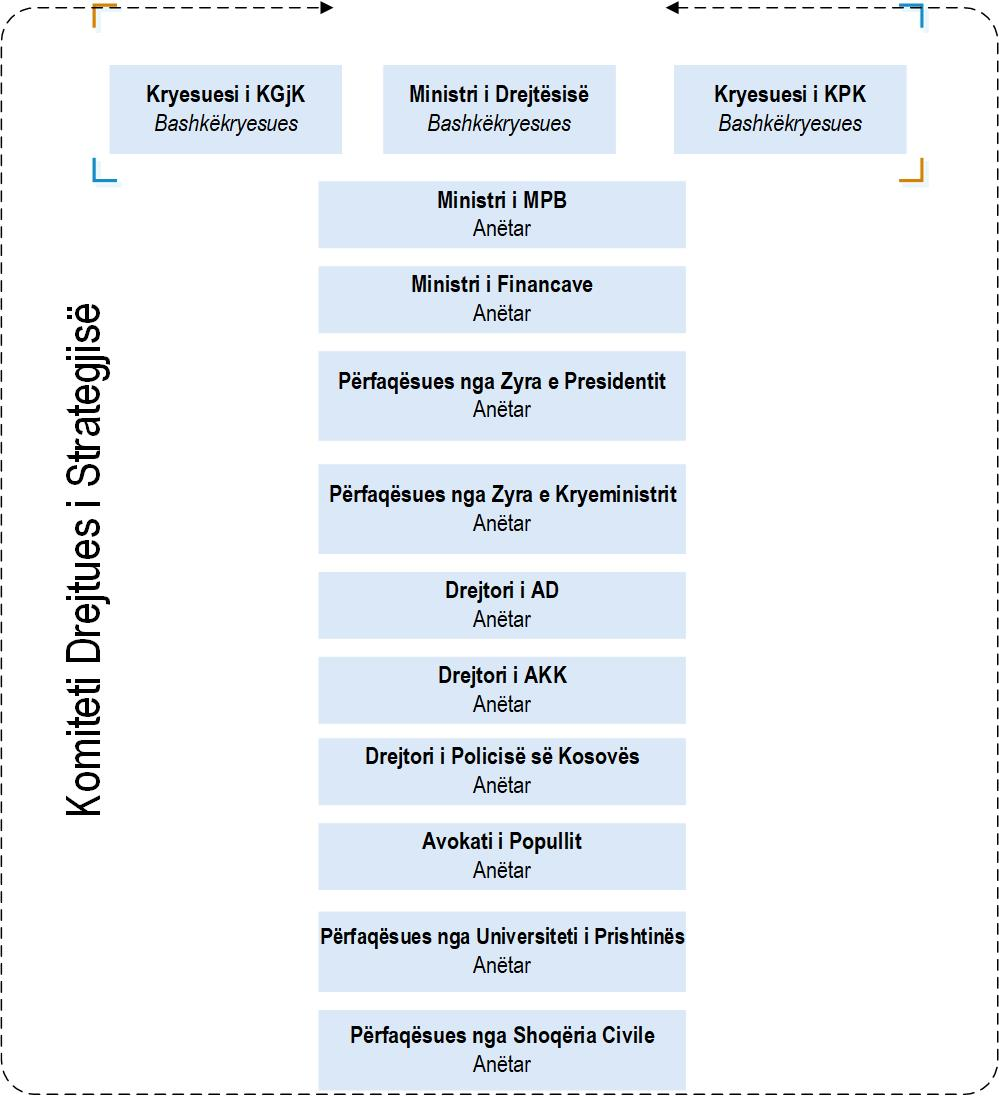 Kryesuesi i KGjK
Bashkëkryesues
Ministri i Drejtësisë
Bashkëkryesues
Kryesuesi i KPK
Bashkëkryesues
Komiteti Drejtues i Strategjisë
Ministri i MPB
Anëtar
Ministri i Financave
Anëtar
Përfaqësues nga Zyra e Presidentit
Anëtar
Përfaqësues nga Zyra e Kryeministrit
Anëtar
Drejtori i AD
Anëtar
Drejtori i AKK
Anëtar
Drejtori i Policisë së Kosovës
Anëtar
Avokati i Popullit
Anëtar
Përfaqësues nga Universiteti i Prishtinës
Anëtar
Përfaqësues nga Shoqëria Civile
Anëtar